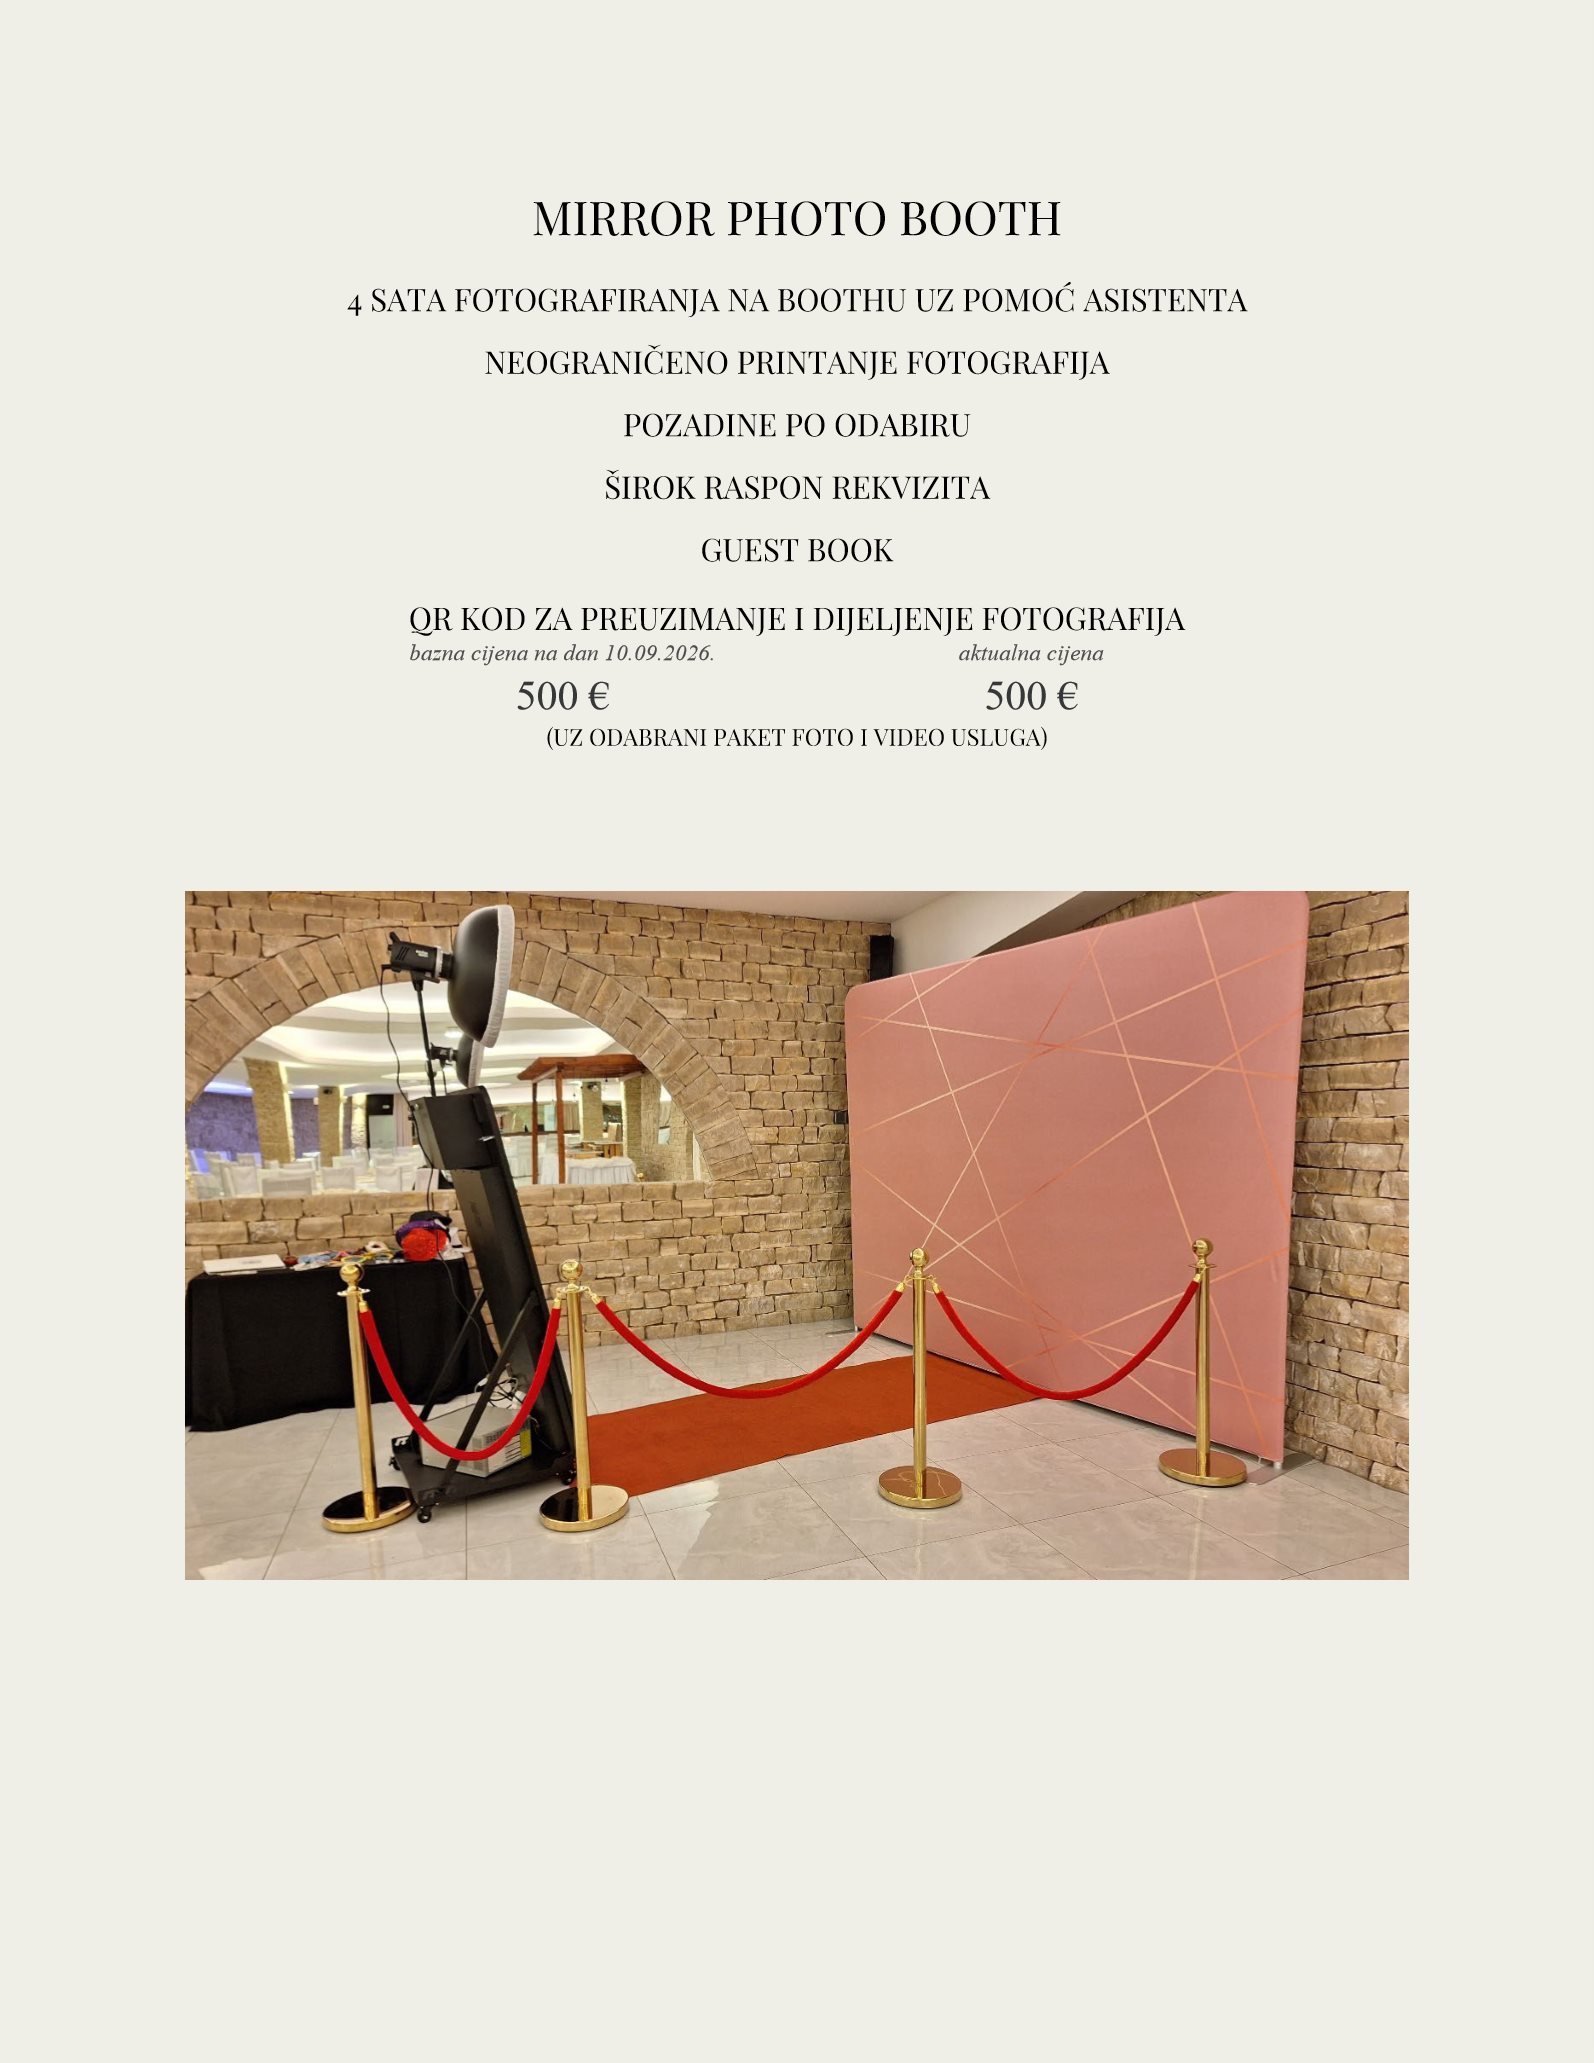 MIRROR PHOTO BOOTH
4 SATA FOTOGRAFIRANJA NA BOOTHU UZ POMOĆ ASISTENTA
NEOGRANIČENO PRINTANJE FOTOGRAFIJA
POZADINE PO ODABIRU
ŠIROK RASPON REKVIZITA
GUEST BOOK
QR KOD ZA PREUZIMANJE I DIJELJENJE FOTOGRAFIJA
bazna cijena na dan 10.09.2026. aktualna cijena
500 € 500 €
(UZ ODABRANI PAKET FOTO I VIDEO USLUGA)